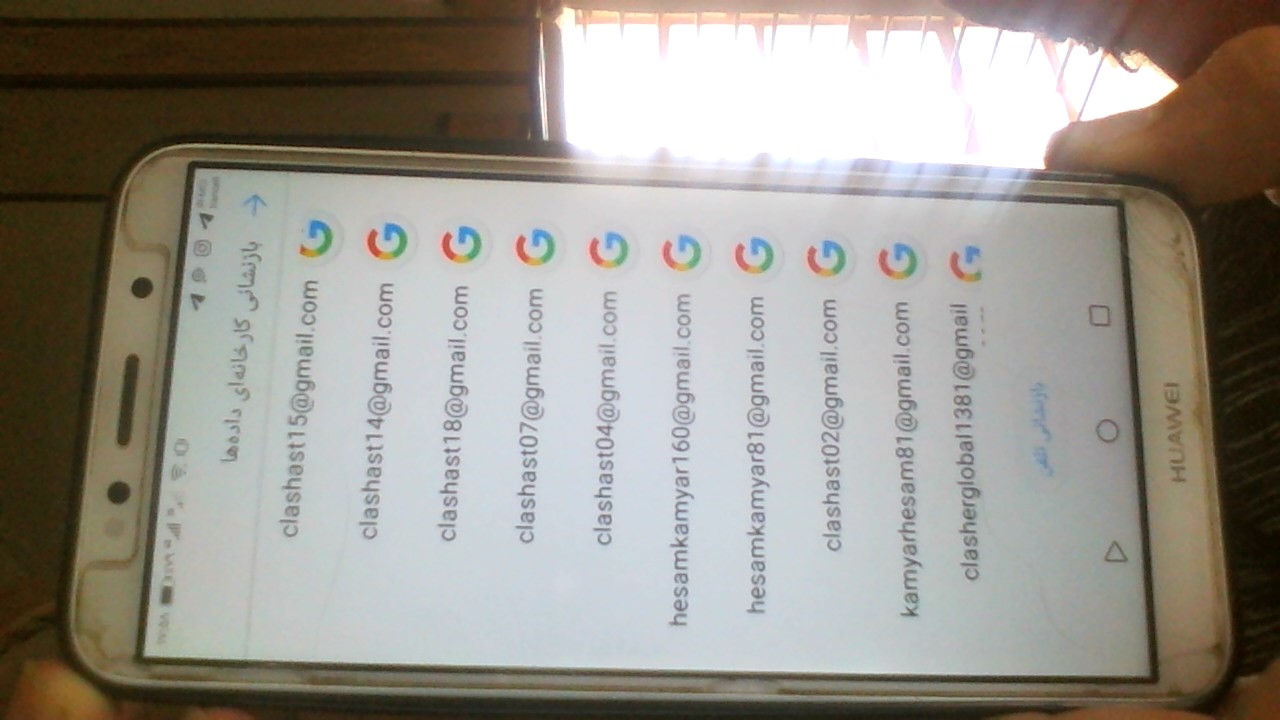 بازنشانی کارخانه‌ای داده‌ها
clashast15@gmail.com
clashast14@gmail.com
clashast18@gmail.com
clashast07@gmail.com
clashast04@gmail.com
hesamkamyar160@gmail.com
hesamkamyar81@gmail.com
clashast02@gmail.com
kamyarhesam81@gmail.com
clasherglobal1381@gmail
بازنشانی تلفن
HUAWEI